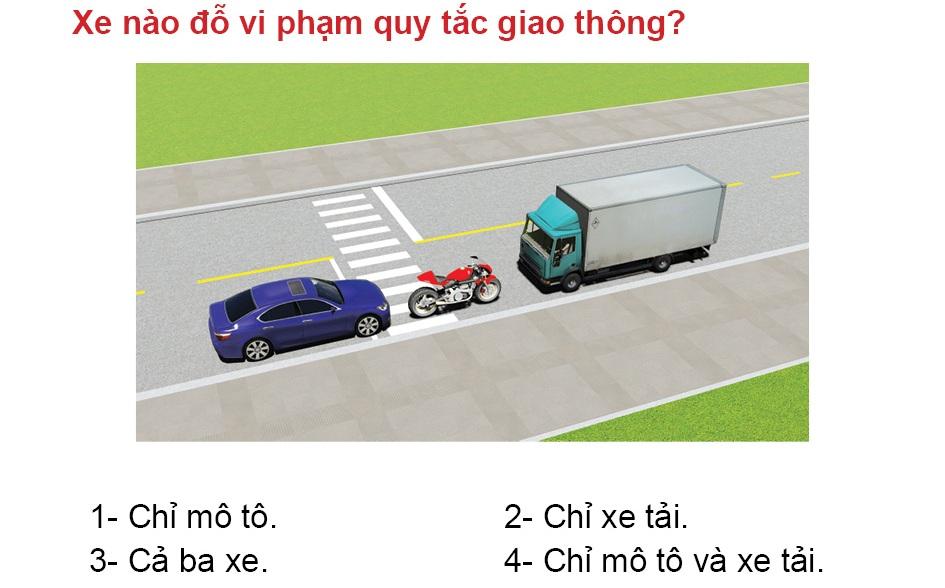 Xe nào đỗ vi phạm quy tắc giao thông?
1- Chỉ mô tô.
2- Chỉ xe tải.
3- Cả ba xe.
4- Chỉ mô tô và xe tải.